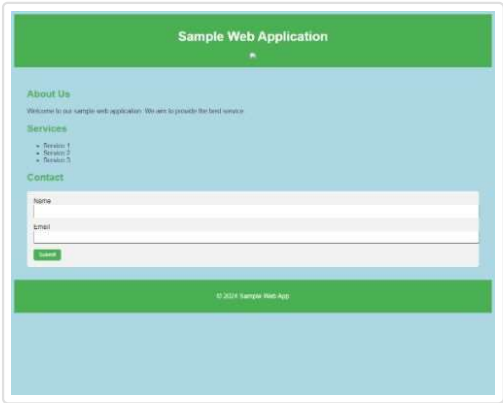 Sample Web Application
About Us
Welcome to our sample web application. We aim to provide the best service.
Services
Service 1
Service 2
Service 3
Contact
Name
Email
Submit
© 2024 Sample Web App